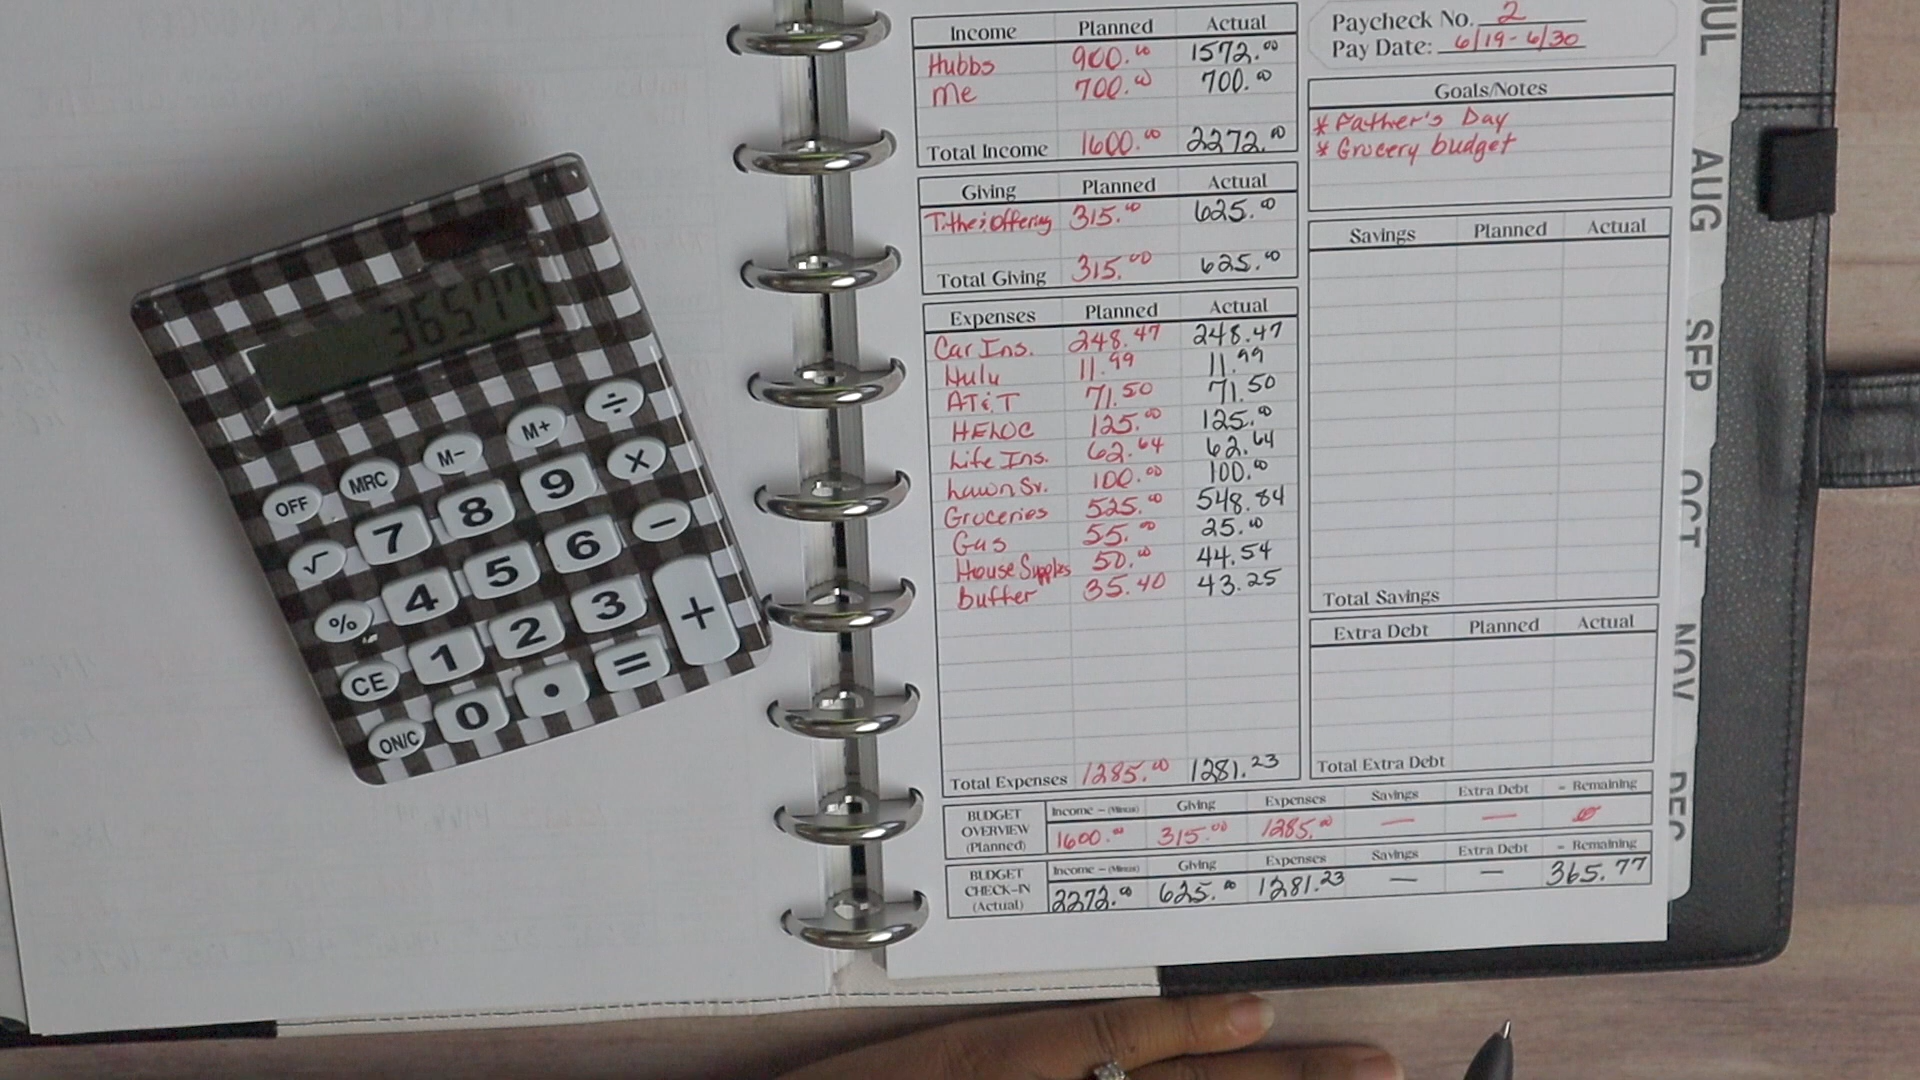 365.77
OFF MRC M- M+ ÷
√ 7 8 9 X
% 4 5 6 −
CE 1 2 3 +
ON/C 0 • =
Income Planned Actual
Hubbs 900.00 1572.00
Me 700.00 700.00
Total Income 1600.00 2272.00
Giving Planned Actual
Tithe & Offering 315.00 625.00
Total Giving 315.00 625.00
Expenses Planned Actual
Car Ins. 248.47 248.47
Hulu 11.99 11.99
AT&T 71.50 71.50
HELOC 125.00 125.00
Life Ins. 62.64 62.64
Lawn Sv. 100.00 100.00
Groceries 525.00 548.84
Gas 55.00 25.00
House Supplies 50.00 44.54
buffer 35.40 43.25
Total Expenses 1285.00 1281.23
Paycheck No. 2
Pay Date: 6/19-6/30
Goals/Notes
* Father's Day
* Grocery budget
Savings Planned Actual
Total Savings
Extra Debt Planned Actual
Total Extra Debt
BUDGET OVERVIEW (Planned)
Income – (Minus) Giving Expenses Savings Extra Debt = Remaining
1600.00 315.00 1285.00 — — 0
BUDGET CHECK-IN (Actual)
Income – (Minus) Giving Expenses Savings Extra Debt = Remaining
2272.00 625.00 1281.23 — — 365.77
JUL
AUG
SEP
OCT
NOV
DEC